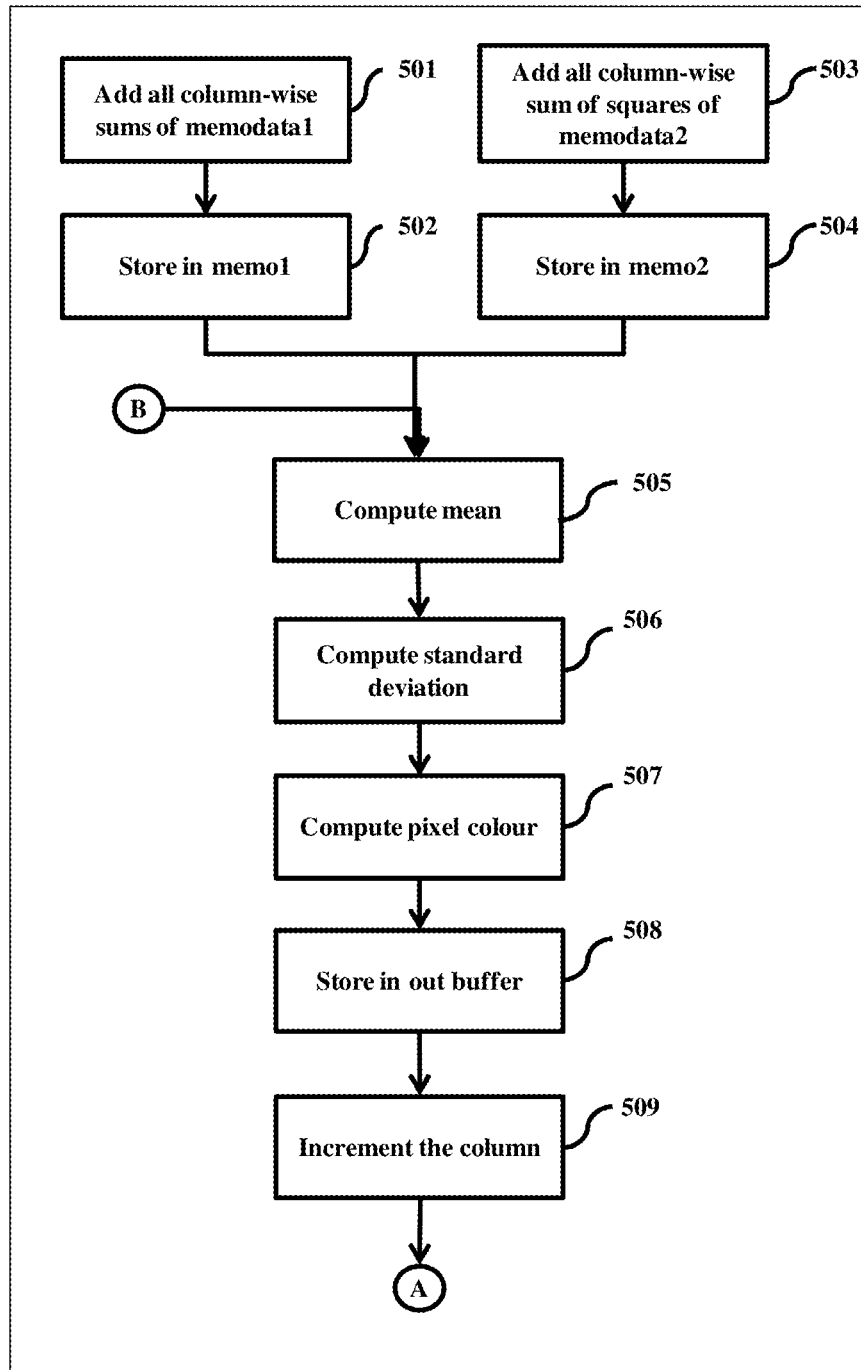 Add all column-wise
sums of memodata1
501
Add all column-wise
sum of squares of
memodata2
503
Store in memo1
502
Store in memo2
504
B
Compute mean
505
Compute standard
deviation
506
Compute pixel colour
507
Store in out buffer
508
Increment the column
509
A